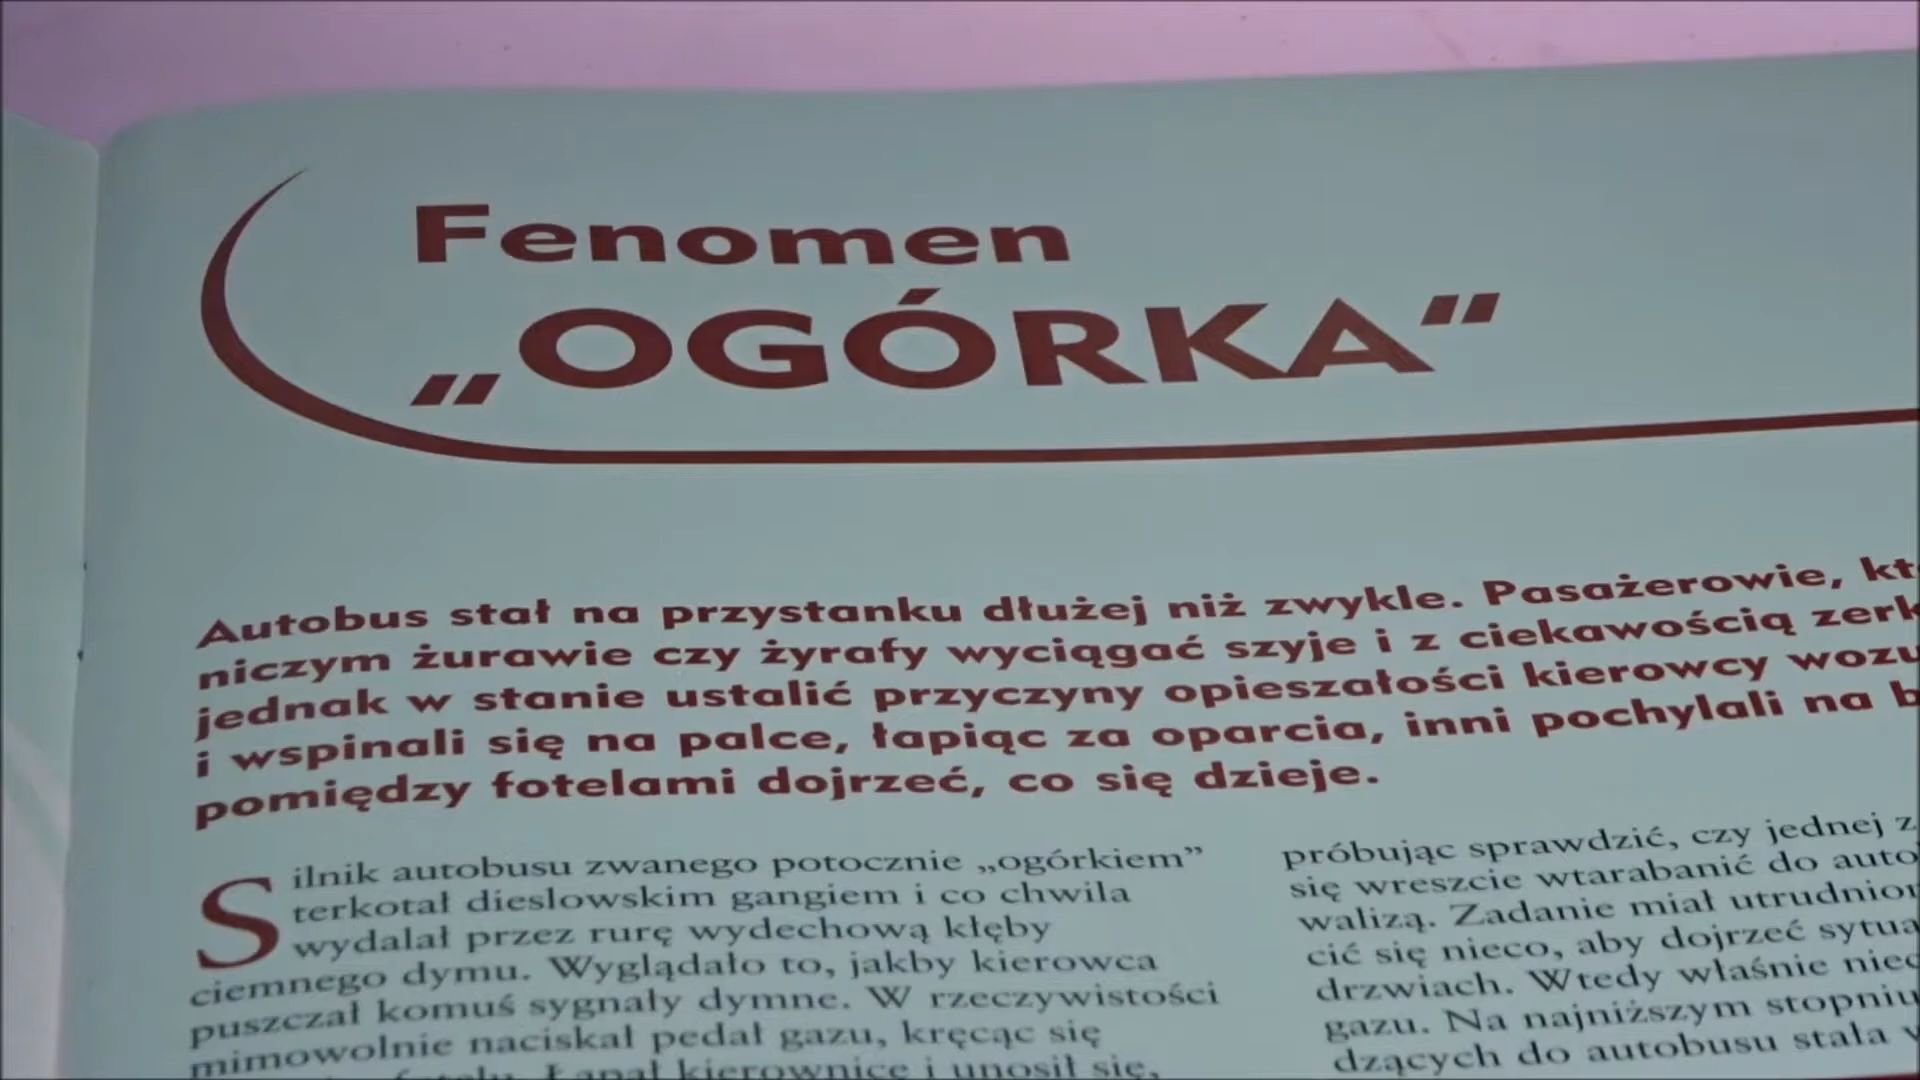 Fenomen
„OGÓRKA"
Autobus stał na przystanku dłużej niż zwykle. Pasażerowie,
niczym żurawie czy żyrafy wyciągać szyje i z ciekawością
jednak w stanie ustalić przyczyny opieszałości kierowcy wozu
i wspinali się na palce, łapiąc za oparcia, inni pochylali na
pomiędzy fotelami dojrzeć, co się dzieje.
Silnik autobusu zwanego potocznie „ogórkiem”
terkotał dieslowskim gangiem i co chwila
wydalał przez rurę wydechową kłęby
ciemnego dymu. Wyglądało to, jakby kierowca
puszczał komuś sygnały dymne. W rzeczywistości
mimowolnie naciskał pedał gazu, kręcąc się
Łapał kierownicę i unosił się,
próbując sprawdzić, czy jednej z
się wreszcie wtarabanić do
walizą. Zadanie miał
cić się nieco, aby dojrzeć
drzwiach. Wtedy właśnie
gazu. Na najniższym stopniu
dzących do autobusu stała